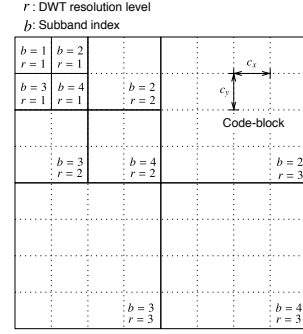 r : DWT resolution level
b: Subband index
b = 1 b = 2
r = 1 r = 1
b = 3 b = 4
r = 1 r = 1
b = 2
r = 2
c_x
c_y
Code-block
b = 3
r = 2
b = 4
r = 2
b = 2
r = 3
b = 3
r = 3
b = 4
r = 3